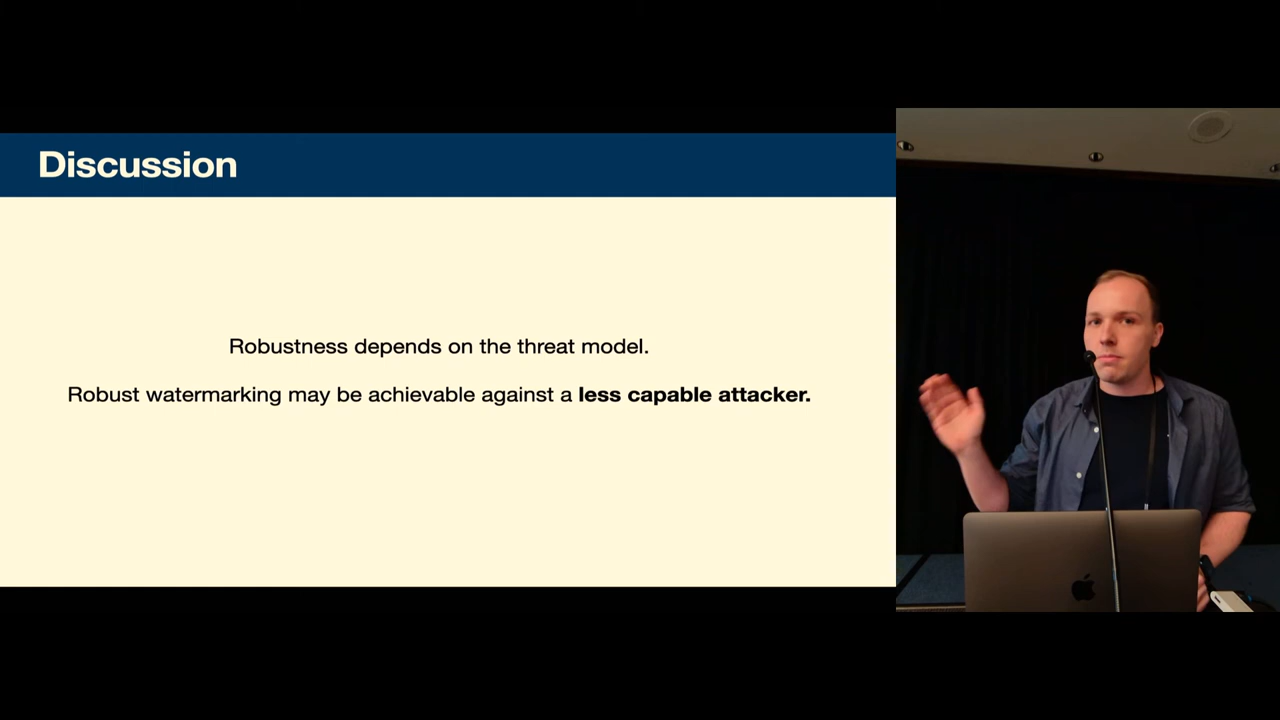 Discussion
Robustness depends on the threat model.
Robust watermarking may be achievable against a less capable attacker.